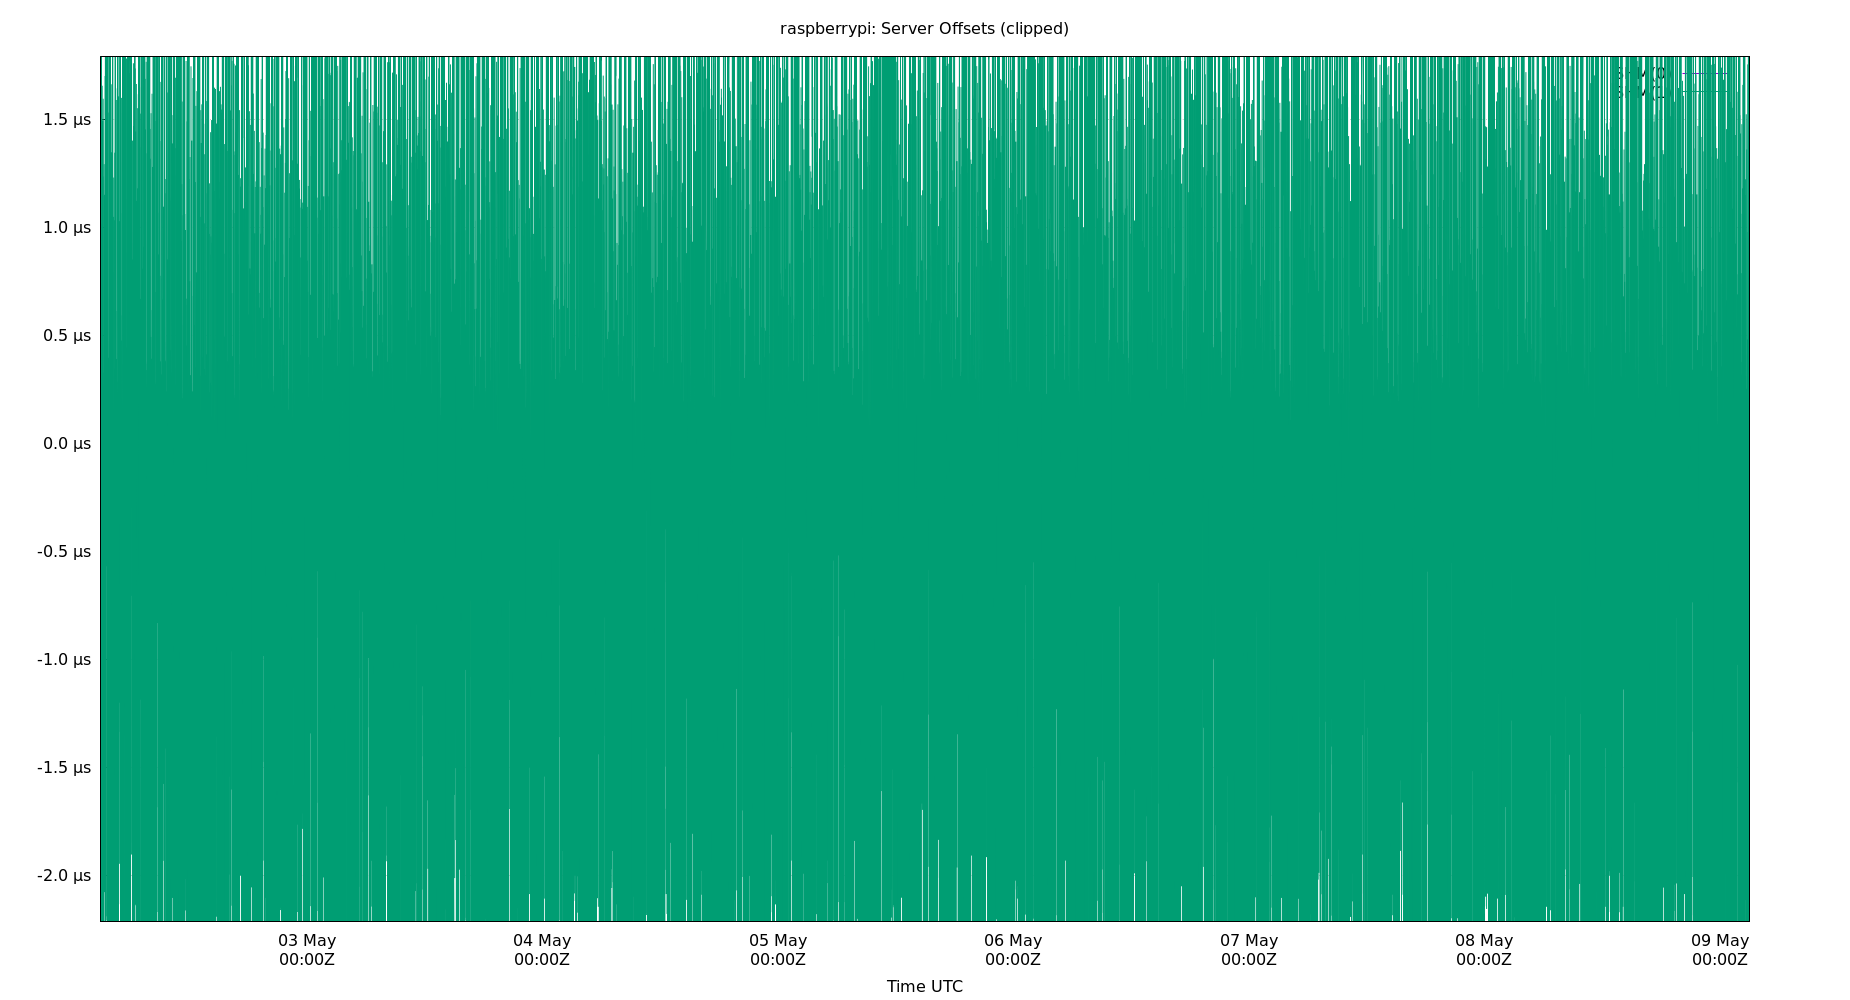 raspberrypi: Server Offsets (clipped)
1.5 µs
1.0 µs
0.5 µs
0.0 µs
-0.5 µs
-1.0 µs
-1.5 µs
-2.0 µs
03 May
00:00Z
04 May
00:00Z
05 May
00:00Z
06 May
00:00Z
07 May
00:00Z
08 May
00:00Z
09 May
00:00Z
Time UTC